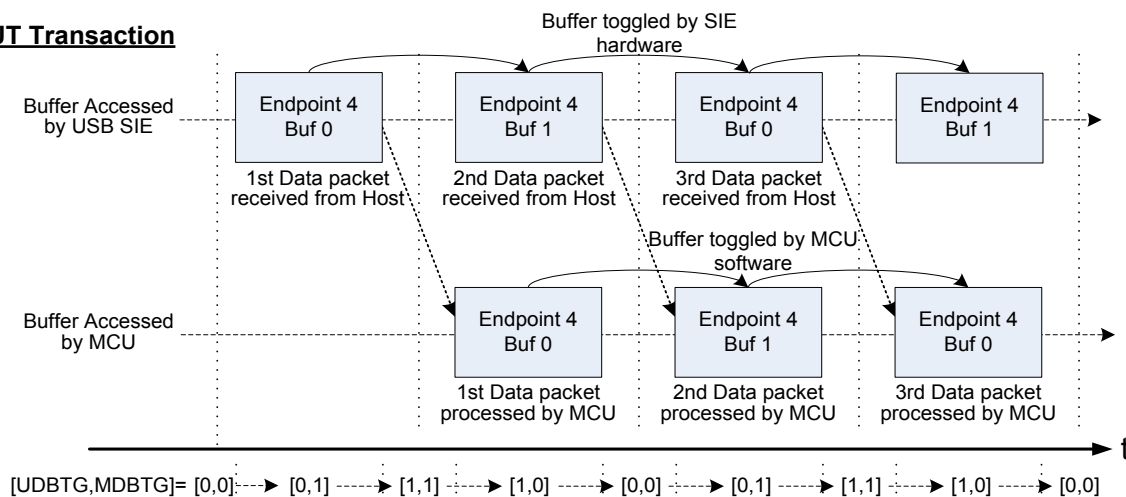 UT Transaction
Buffer toggled by SIE
hardware
Buffer Accessed
by USB SIE
Endpoint 4
Buf 0
Endpoint 4
Buf 1
Endpoint 4
Buf 0
Endpoint 4
Buf 1
1st Data packet
received from Host
2nd Data packet
received from Host
3rd Data packet
received from Host
Buffer toggled by MCU
software
Buffer Accessed
by MCU
Endpoint 4
Buf 0
Endpoint 4
Buf 1
Endpoint 4
Buf 0
1st Data packet
processed by MCU
2nd Data packet
processed by MCU
3rd Data packet
processed by MCU
t
[UDBTG,MDBTG]= [0,0] [0,1] [1,1] [1,0] [0,0] [0,1] [1,1] [1,0] [0,0]